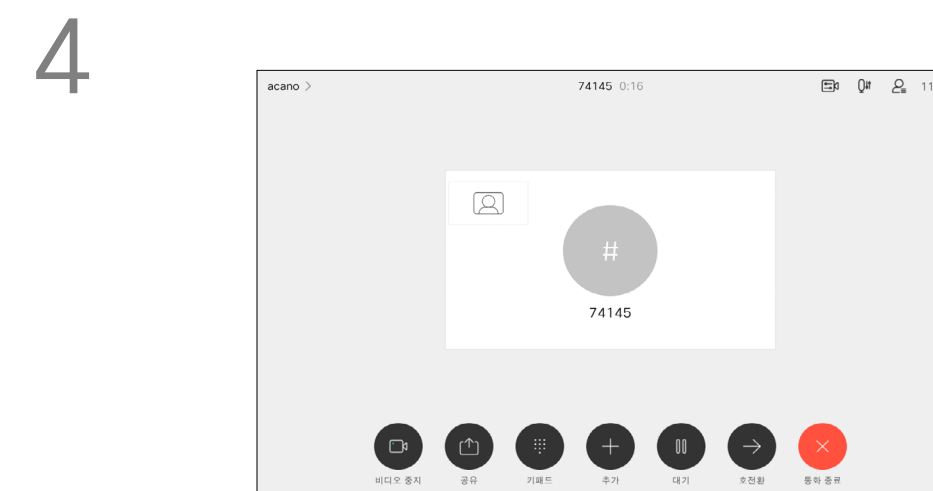 4
acano >
74145 0:16
11
#
74145
비디오 중지
공유
키패드
추가
대기
호전환
통화 종료